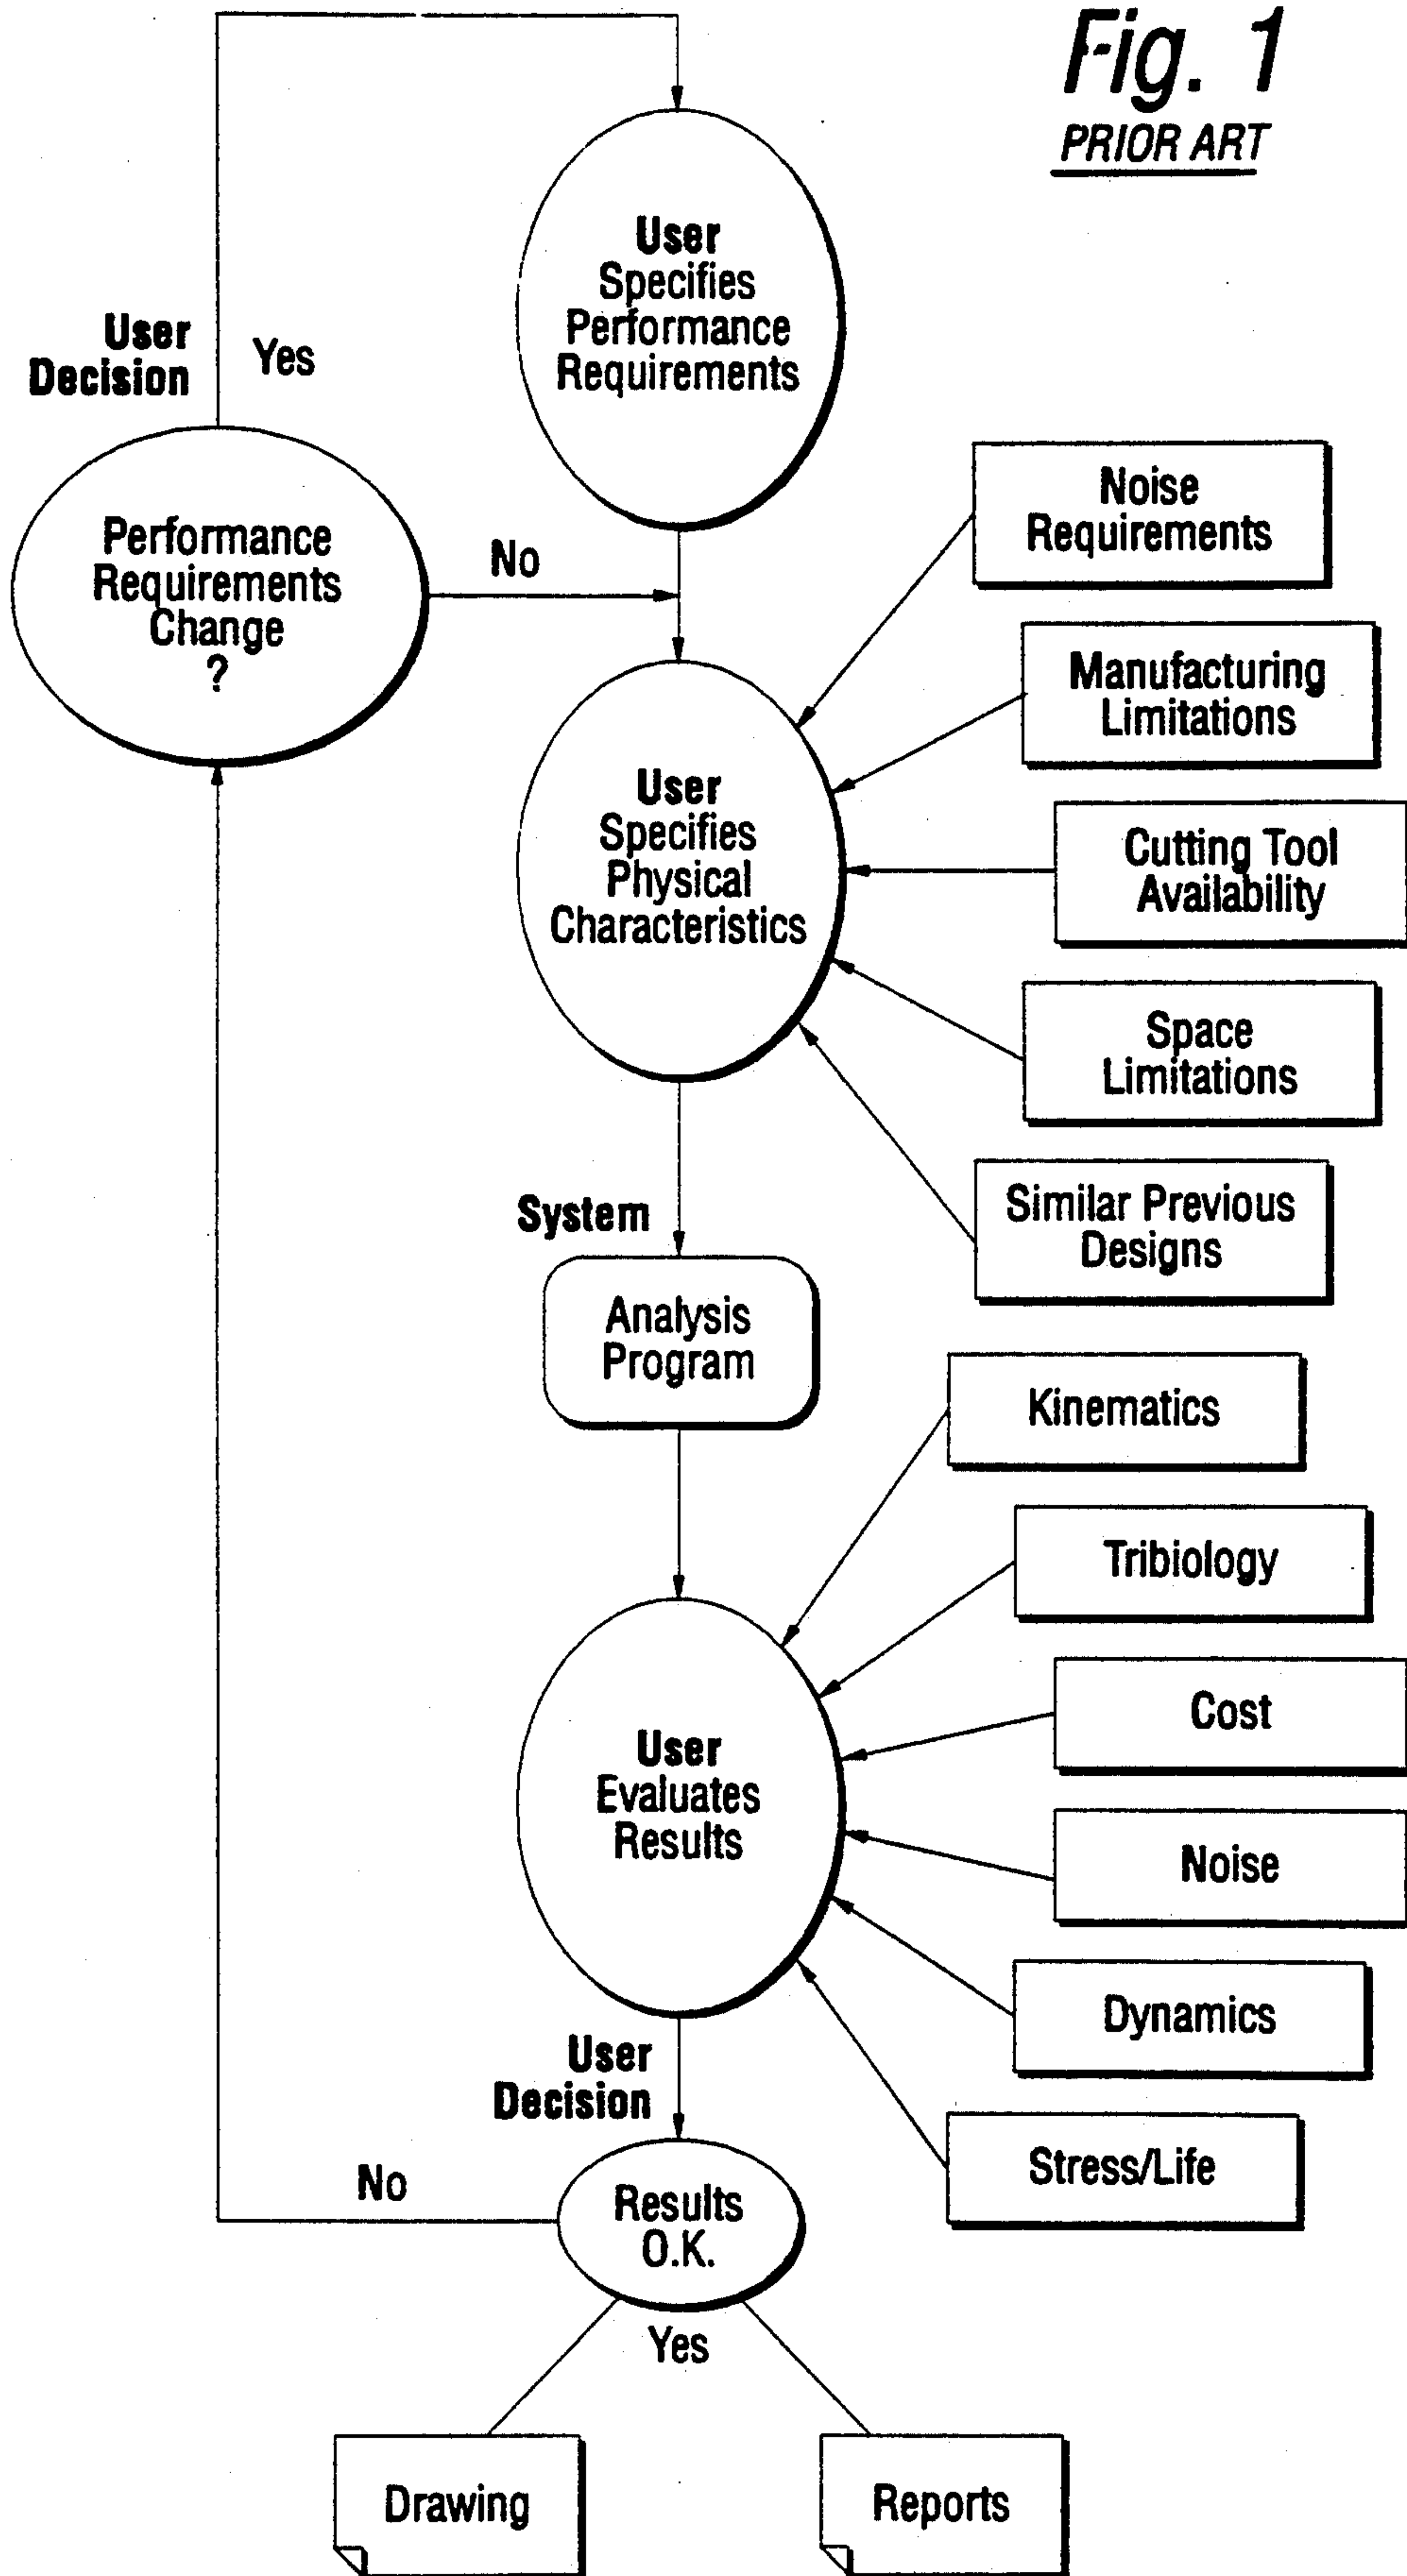 Fig. 1
PRIOR ART
User
Specifies
Performance
Requirements
User
Decision
Yes
Performance
Requirements
Change
?
No
Noise
Requirements
Manufacturing
Limitations
User
Specifies
Physical
Characteristics
Cutting Tool
Availability
Space
Limitations
Similar Previous
Designs
System
Analysis
Program
Kinematics
Tribiology
Cost
User
Evaluates
Results
Noise
Dynamics
Stress/Life
User
Decision
No
Results
O.K.
Yes
Drawing
Reports